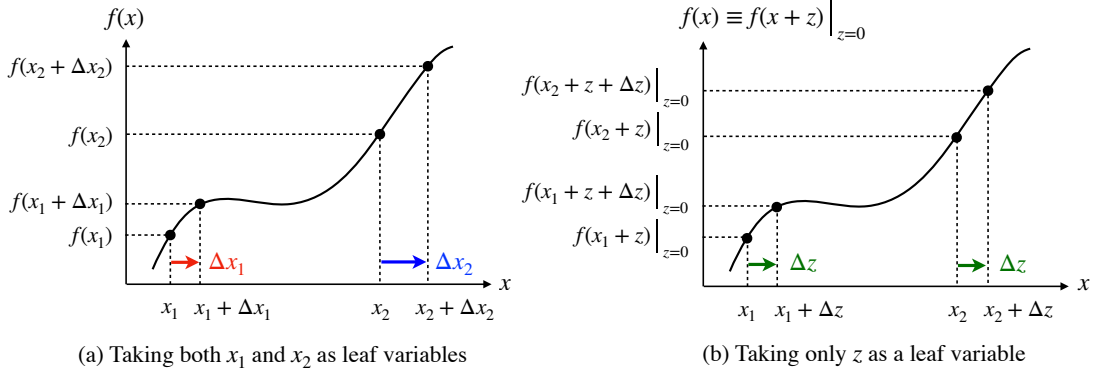 f(x)
f(x₂ + Δx₂)
f(x₂)
f(x₁ + Δx₁)
f(x₁)
Δx₁
Δx₂
x
x₁
x₁ + Δx₁
x₂
x₂ + Δx₂
(a) Taking both x₁ and x₂ as leaf variables
f(x) ≡ f(x + z)|z=0
f(x₂ + z + Δz)|z=0
f(x₂ + z)|z=0
f(x₁ + z + Δz)|z=0
f(x₁ + z)|z=0
Δz
Δz
x
x₁
x₁ + Δz
x₂
x₂ + Δz
(b) Taking only z as a leaf variable